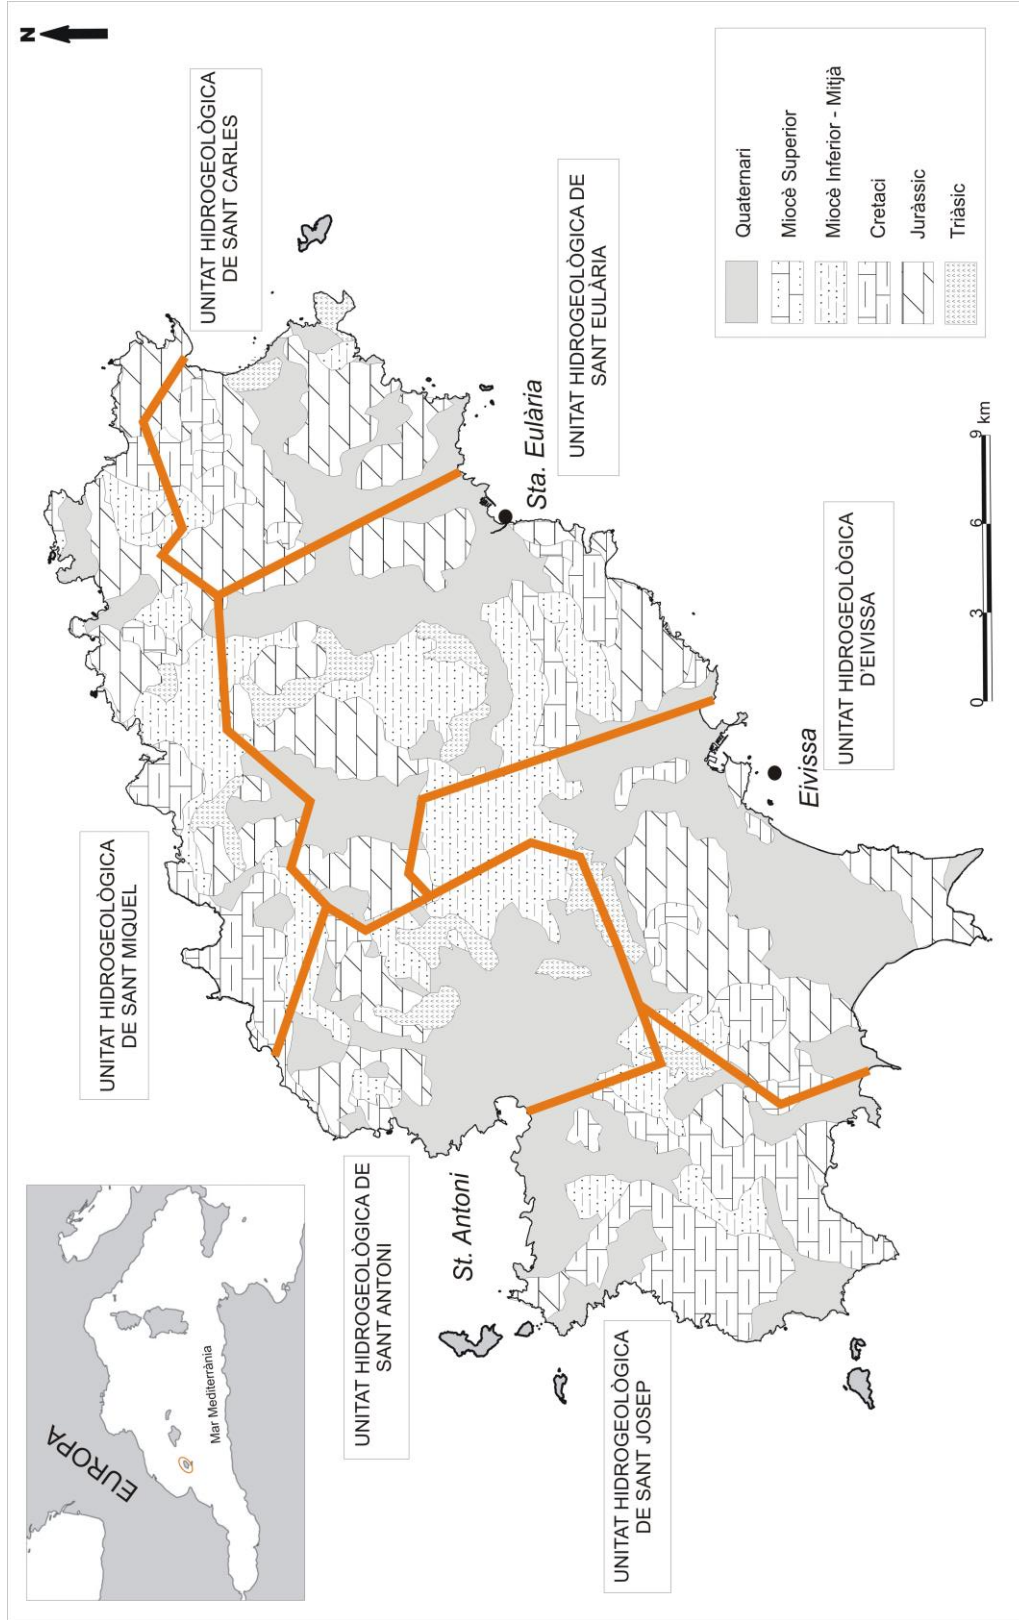 N
EUROPA
Mar Mediterrània
UNITAT HIDROGEOLÒGICA
DE SANT MIQUEL
UNITAT HIDROGEOLÒGICA
DE SANT CARLES
UNITAT HIDROGEOLÒGICA DE
SANT ANTONI
St. Antoni
Sta. Eulària
UNITAT HIDROGEOLÒGICA DE
SANT EULÀRIA
UNITAT HIDROGEOLÒGICA
DE SANT JOSEP
Eivissa
UNITAT HIDROGEOLÒGICA
D'EIVISSA
0 3 6 9 km
Quaternari
Miocè Superior
Miocè Inferior - Mitjà
Cretaci
Juràssic
Triàsic